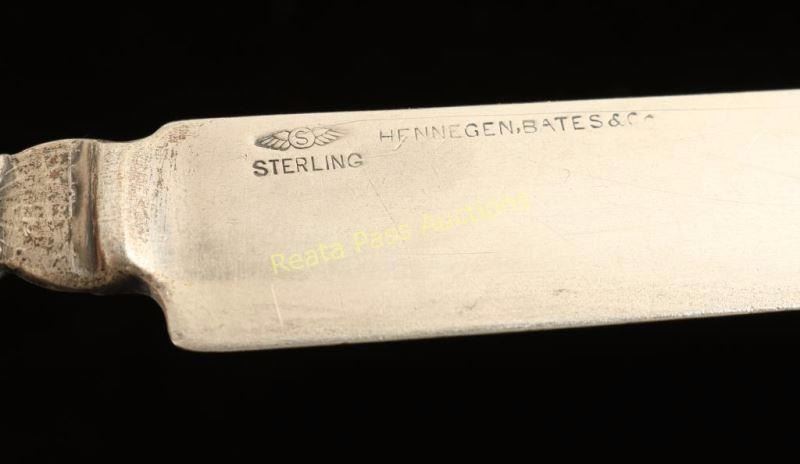 S HENNEGEN, BATES & Co
STERLING
Reata Pass Auctions